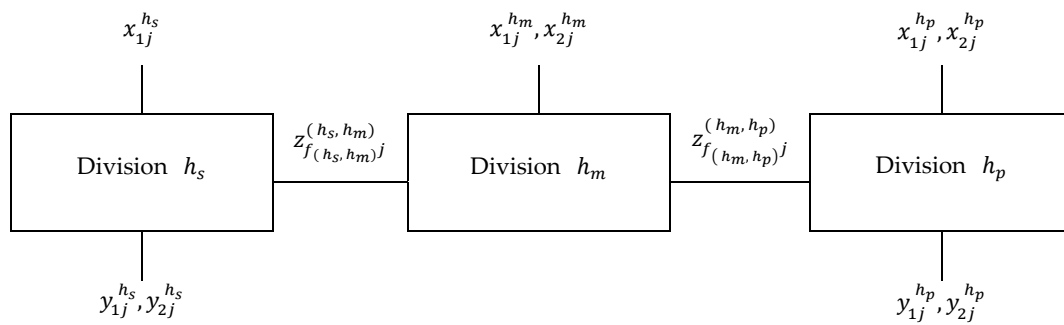 x_{1j}^{h_s}
x_{1j}^{h_m}, x_{2j}^{h_m}
x_{1j}^{h_p}, x_{2j}^{h_p}
Division h_s
z_{f_{(h_s, h_m)}j}^{(h_s, h_m)}
Division h_m
z_{f_{(h_m, h_p)}j}^{(h_m, h_p)}
Division h_p
y_{1j}^{h_s}, y_{2j}^{h_s}
y_{1j}^{h_p}, y_{2j}^{h_p}